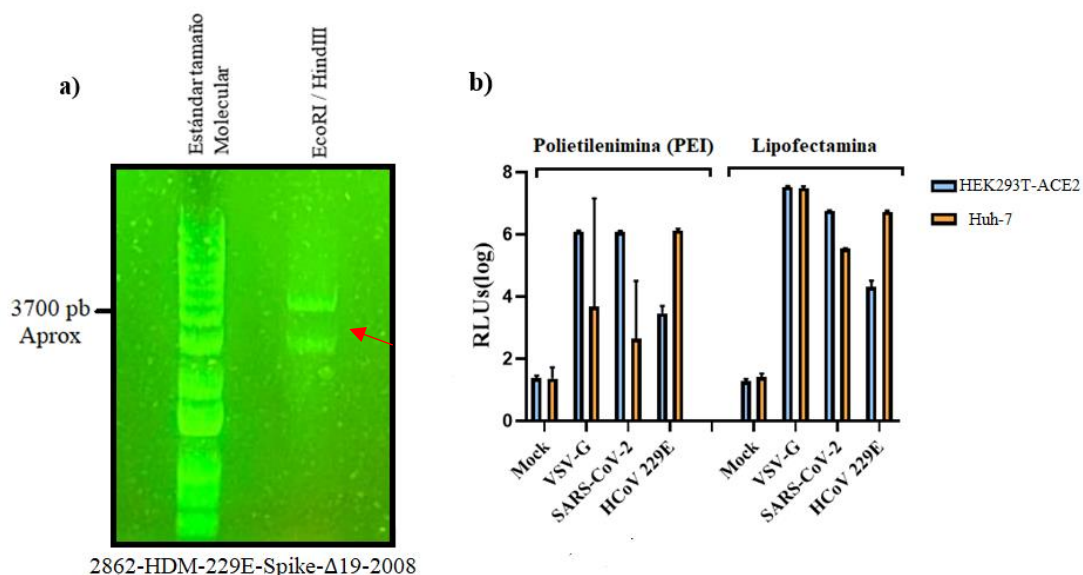 a)
Estándar tamaño
Molecular
EcoRI / HindIII
3700 pb
Aprox
2862-HDM-229E-Spike-Δ19-2008
b)
Polietilenimina (PEI)
Lipofectamina
RLUs(log)
8
6
4
2
0
Mock
VSV-G
SARS-CoV-2
HCoV 229E
Mock
VSV-G
SARS-CoV-2
HCoV 229E
HEK293T-ACE2
Huh-7